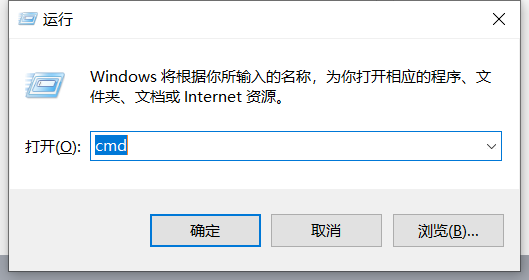 运行
Windows 将根据你所输入的名称，为你打开相应的程序、文
件夹、文档或 Internet 资源。
打开(O): cmd
确定 取消 浏览(B)...